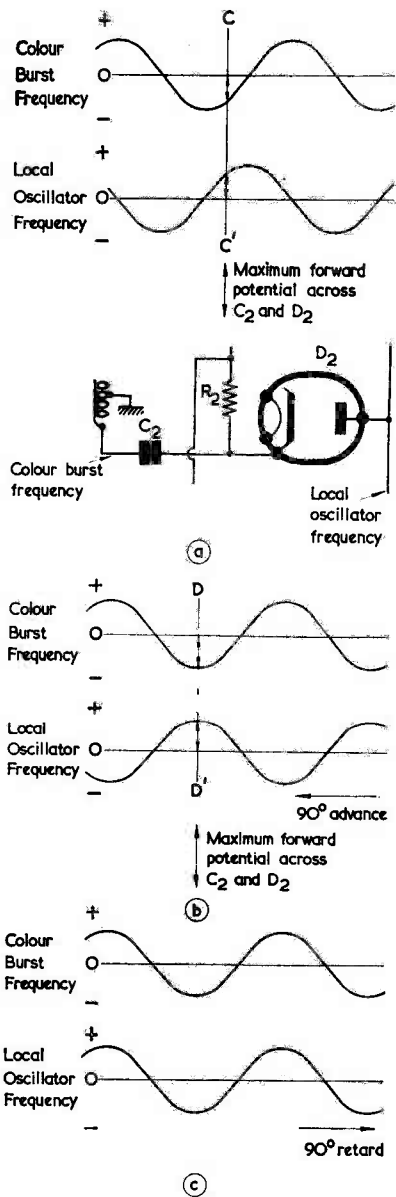 +
C
Colour
Burst
Frequency
O
−
+
Local
Oscillator
Frequency
O
−
C'
Maximum forward
potential across
C2 and D2
D2
R2
C2
Colour burst
frequency
Local
oscillator
frequency
a
+
D
Colour
Burst
Frequency
O
−
+
Local
Oscillator
Frequency
O
−
D'
90° advance
Maximum forward
potential across
C2 and D2
b
+
Colour
Burst
Frequency
O
−
+
Local
Oscillator
Frequency
O
−
90° retard
c